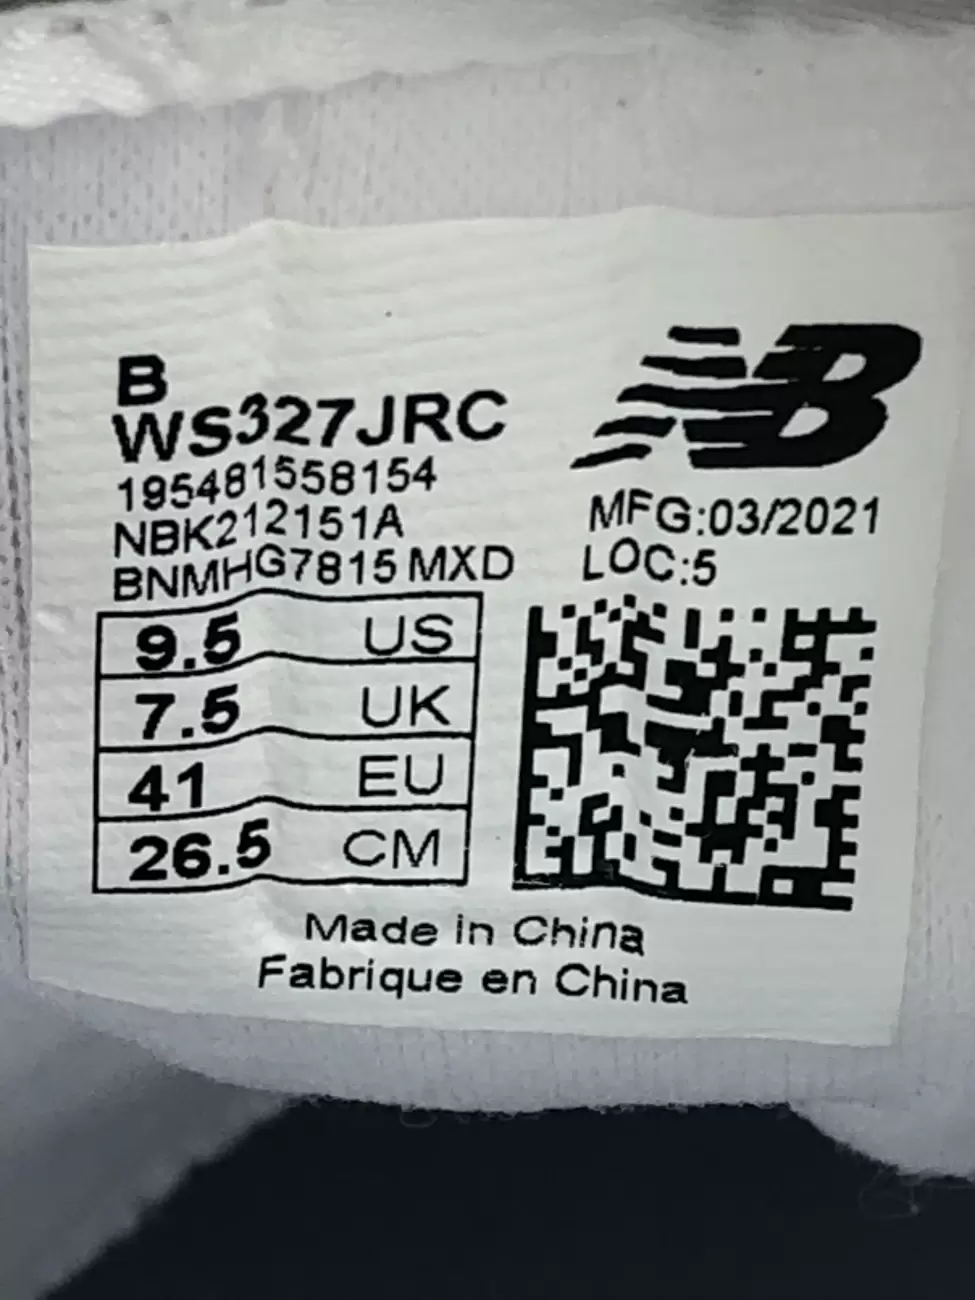 B
WS327JRC
195481558154
NBK212151A
BNMHG7815 MXD
NB
MFG:03/2021
LOC:5
9.5 US
7.5 UK
41 EU
26.5 CM
Made in China
Fabrique en China